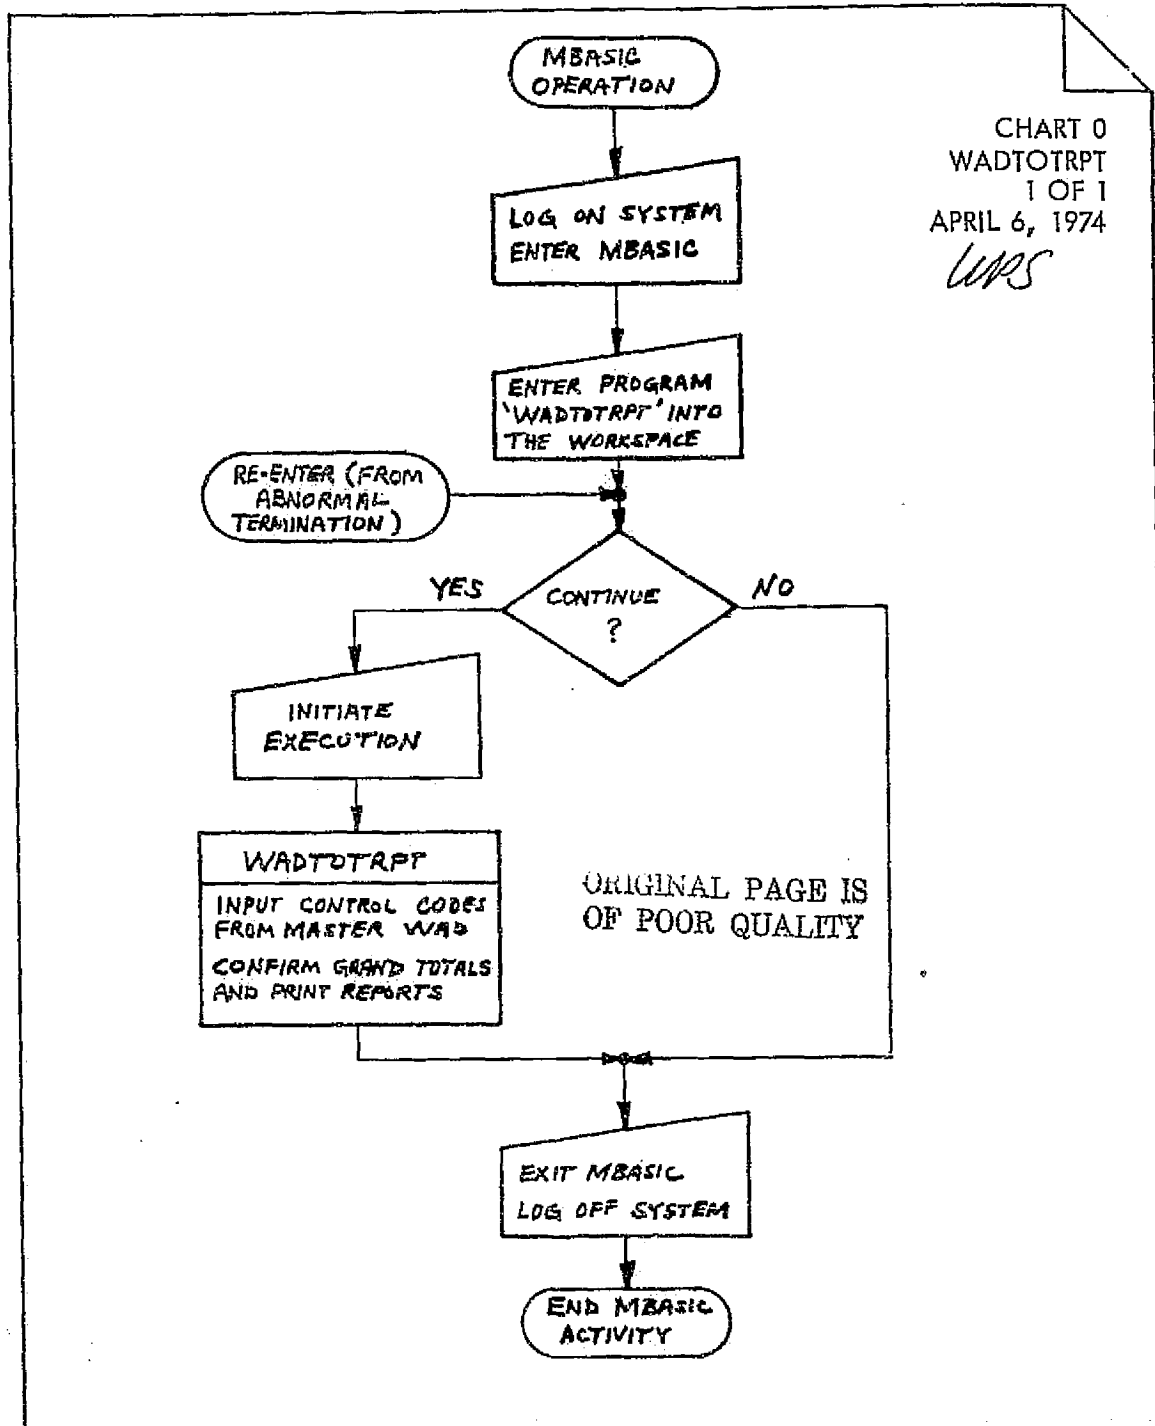 MBASIC
OPERATION
CHART 0
WADTOTRPT
1 OF 1
APRIL 6, 1974
WPS
LOG ON SYSTEM
ENTER MBASIC
ENTER PROGRAM
'WADTOTRPT' INTO
THE WORKSPACE
RE-ENTER (FROM
ABNORMAL
TERMINATION)
YES
CONTINUE
?
NO
INITIATE
EXECUTION
WADTOTRPT
INPUT CONTROL CODES
FROM MASTER WAD
CONFIRM GRAND TOTALS
AND PRINT REPORTS
ORIGINAL PAGE IS
OF POOR QUALITY
EXIT MBASIC
LOG OFF SYSTEM
END MBASIC
ACTIVITY